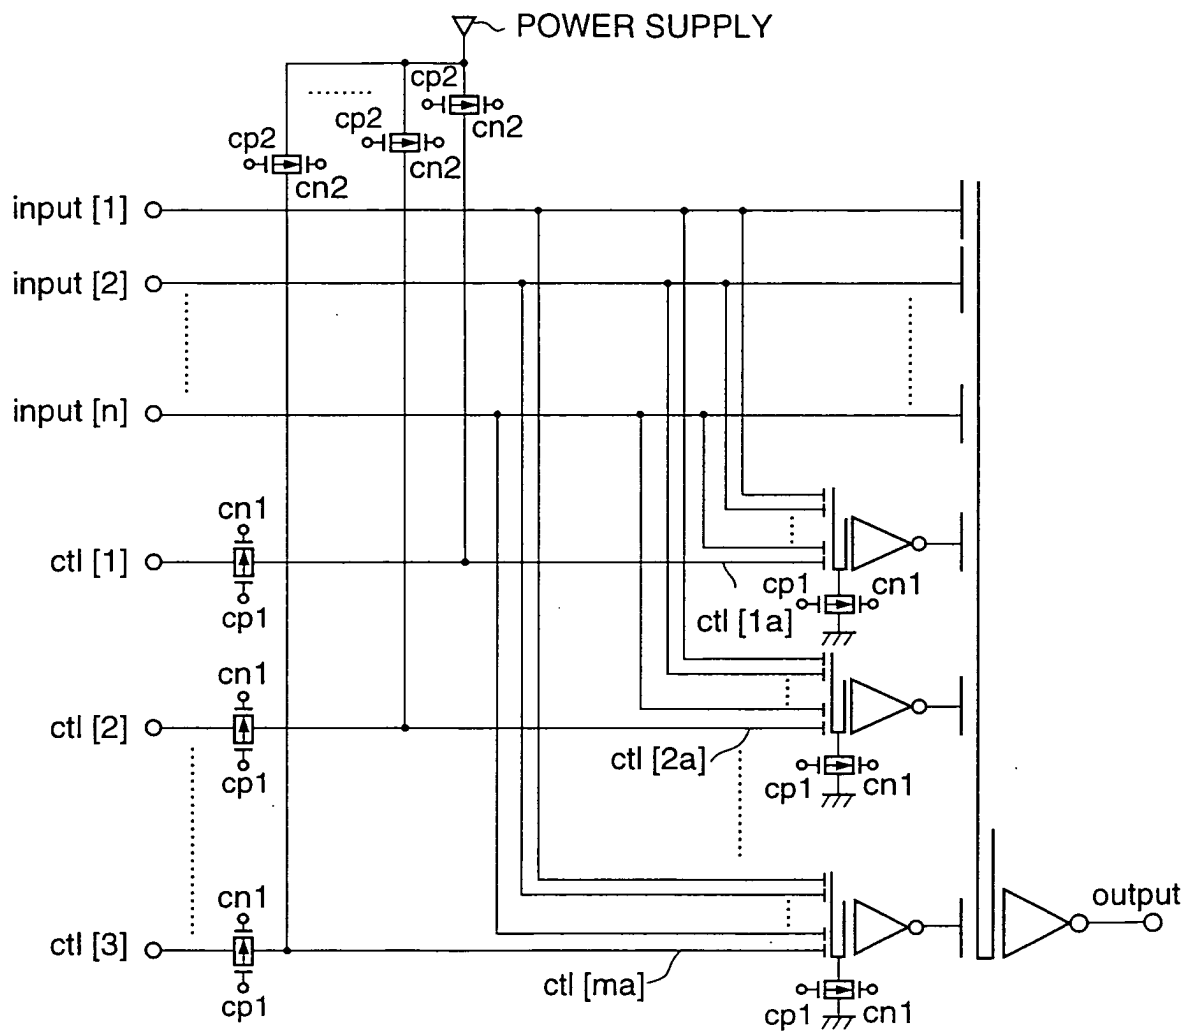 POWER SUPPLY
cp2
cn2
cp2
cn2
cp2
cn2
input [1]
input [2]
input [n]
cn1
ctl [1]
cp1
cp1
cn1
ctl [1a]
cn1
ctl [2]
cp1
ctl [2a]
cp1
cn1
cn1
ctl [3]
cp1
ctl [ma]
cp1
cn1
output